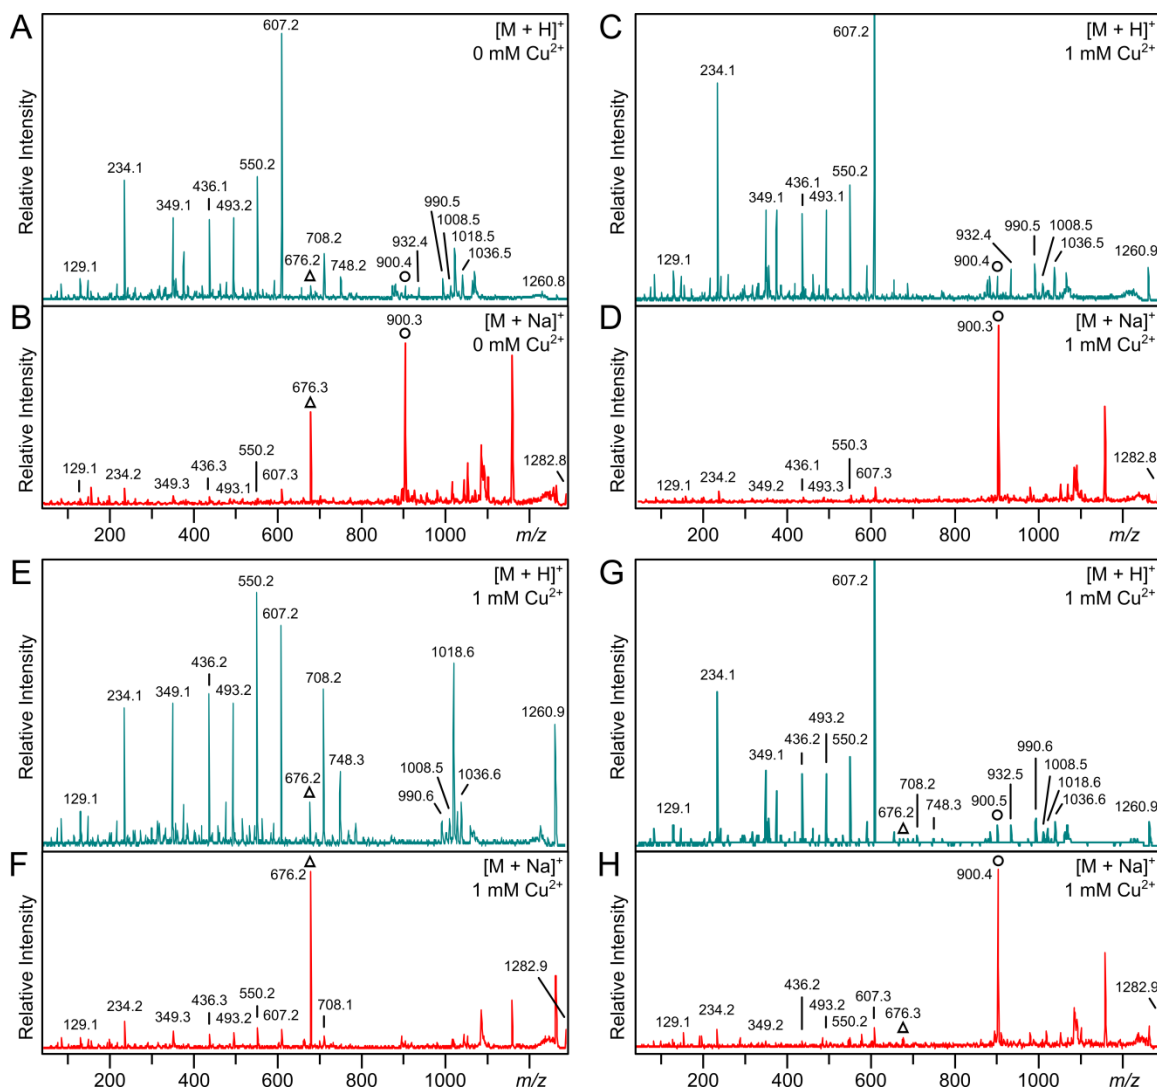 A
[M + H]⁺
0 mM Cu²⁺
Relative Intensity
129.1
234.1
349.1
436.1
493.2
550.2
607.2
676.2
708.2
748.2
900.4
932.4
990.5
1008.5
1018.5
1036.5
1260.8
B
[M + Na]⁺
0 mM Cu²⁺
Relative Intensity
129.1
234.2
349.3
436.3
493.1
550.2
607.3
676.3
900.3
1282.8
200 400 600 800 1000 m/z
C
[M + H]⁺
1 mM Cu²⁺
Relative Intensity
129.1
234.1
349.1
436.1
493.1
550.2
607.2
900.4
932.4
990.5
1008.5
1036.5
1260.9
D
[M + Na]⁺
1 mM Cu²⁺
Relative Intensity
129.1
234.2
349.2
436.1
493.3
550.3
607.3
900.3
1282.8
200 400 600 800 1000 m/z
E
[M + H]⁺
1 mM Cu²⁺
Relative Intensity
129.1
234.1
349.1
436.2
493.2
550.2
607.2
676.2
708.2
748.3
990.6
1008.5
1018.6
1036.6
1260.9
F
[M + Na]⁺
1 mM Cu²⁺
Relative Intensity
129.1
234.2
349.3
436.3
493.2
550.2
607.2
676.2
708.1
1282.9
200 400 600 800 1000 m/z
G
[M + H]⁺
1 mM Cu²⁺
Relative Intensity
129.1
234.1
349.1
436.2
493.2
550.2
607.2
676.2
708.2
748.3
900.5
932.5
990.6
1008.5
1018.6
1036.6
1260.9
H
[M + Na]⁺
1 mM Cu²⁺
Relative Intensity
129.1
234.2
349.2
436.2
493.2
550.2
607.3
676.3
900.4
1282.9
200 400 600 800 1000 m/z